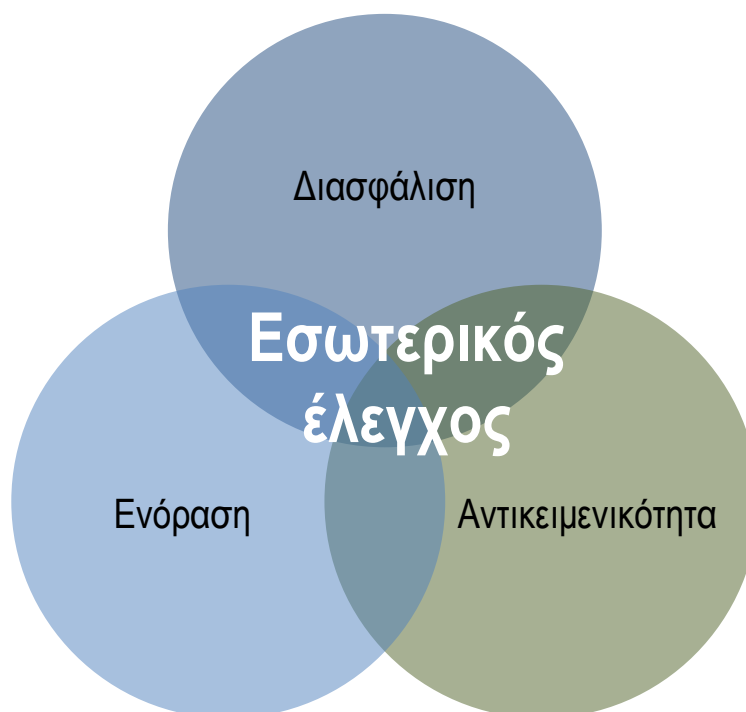 Διασφάλιση
Εσωτερικός
έλεγχος
Ενόραση
Αντικειμενικότητα